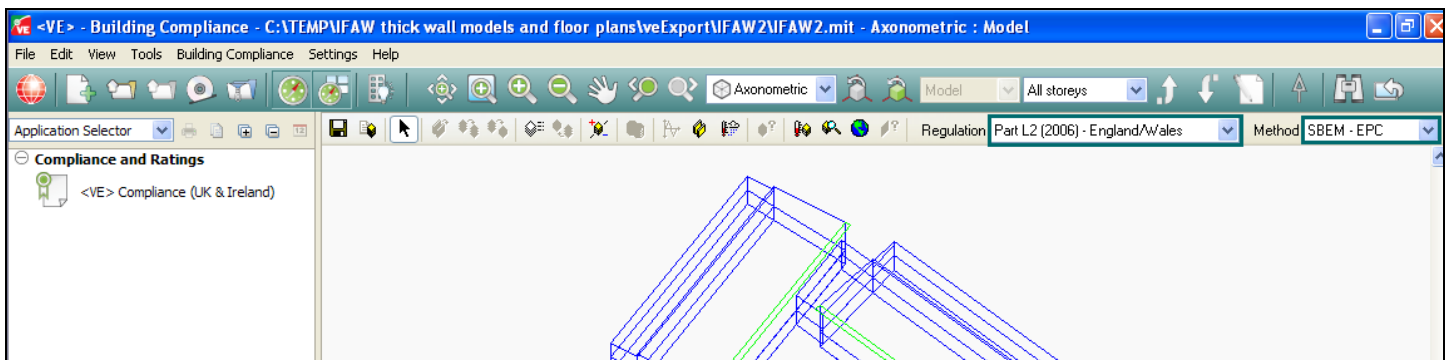 <VE> - Building Compliance - C:\TEMP\IFAW thick wall models and floor plans\veExport\IFAW2\IFAW2.mit - Axonometric : Model
File Edit View Tools Building Compliance Settings Help
Axonometric Model All storeys
Application Selector Regulation Part L2 (2006) - England/Wales Method SBEM - EPC
Compliance and Ratings
<VE> Compliance (UK & Ireland)